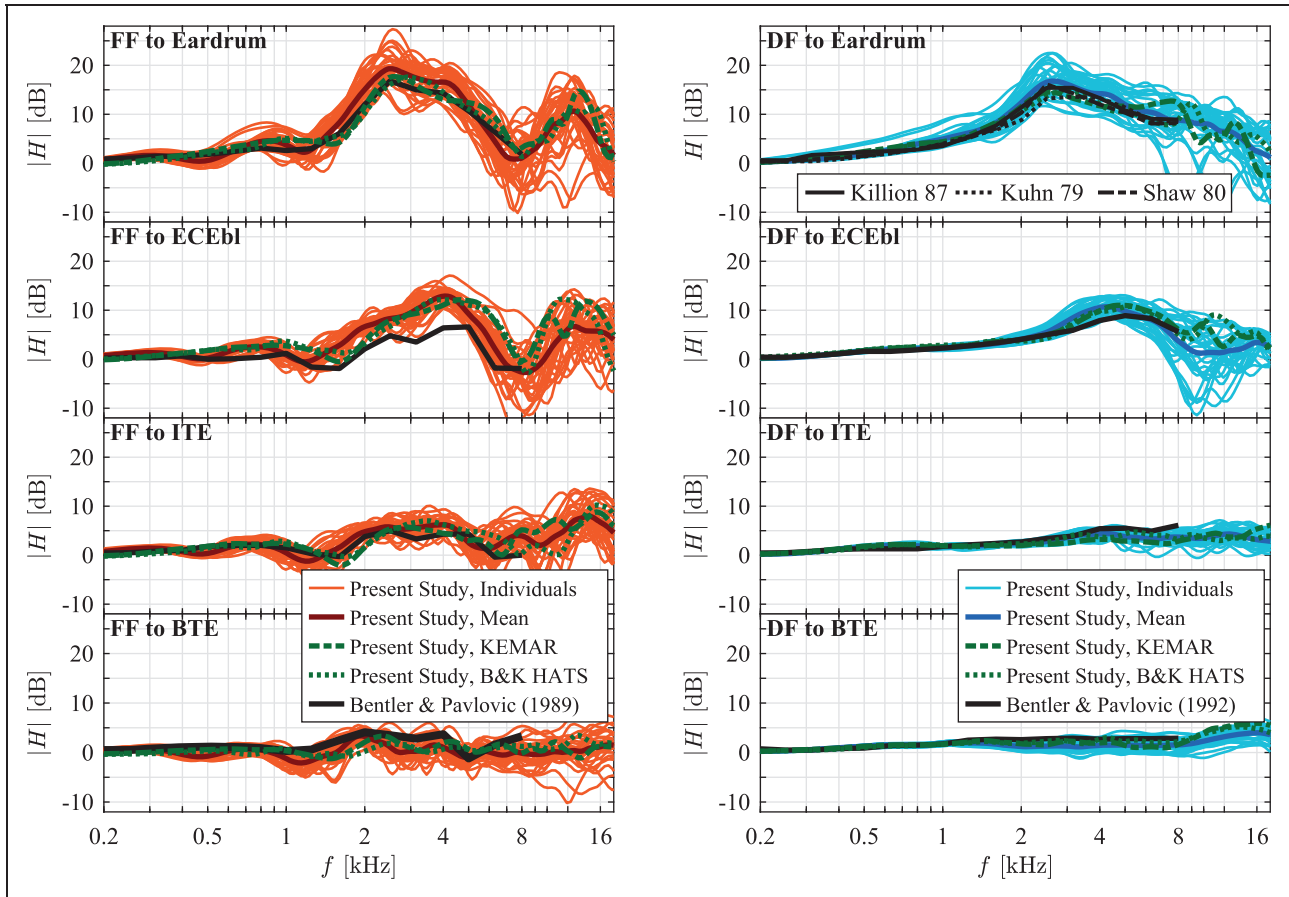 FF to Eardrum
|H| [dB]
20
10
0
-10
FF to ECEbl
|H| [dB]
20
10
0
-10
FF to ITE
|H| [dB]
20
10
0
-10
Present Study, Individuals
Present Study, Mean
Present Study, KEMAR
Present Study, B&K HATS
Bentler & Pavlovic (1989)
FF to BTE
|H| [dB]
20
10
0
-10
0.2
0.5
1
2
4
8
16
f [kHz]
DF to Eardrum
|H| [dB]
20
10
0
-10
Killion 87 Kuhn 79 Shaw 80
DF to ECEbl
|H| [dB]
20
10
0
-10
DF to ITE
|H| [dB]
20
10
0
-10
Present Study, Individuals
Present Study, Mean
Present Study, KEMAR
Present Study, B&K HATS
Bentler & Pavlovic (1992)
DF to BTE
|H| [dB]
20
10
0
-10
0.2
0.5
1
2
4
8
16
f [kHz]